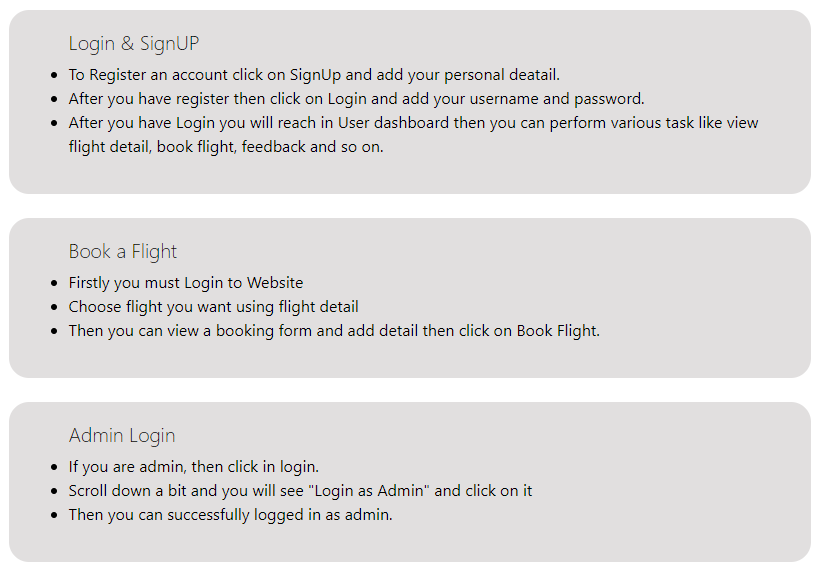 Login & SignUP
To Register an account click on SignUp and add your personal deatail.
After you have register then click on Login and add your username and password.
After you have Login you will reach in User dashboard then you can perform various task like view
flight detail, book flight, feedback and so on.
Book a Flight
Firstly you must Login to Website
Choose flight you want using flight detail
Then you can view a booking form and add detail then click on Book Flight.
Admin Login
If you are admin, then click in login.
Scroll down a bit and you will see "Login as Admin" and click on it
Then you can successfully logged in as admin.